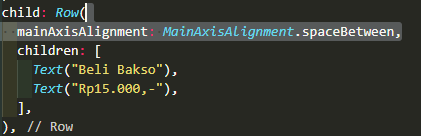 child: Row(
mainAxisAlignment: MainAxisALignment.spaceBetween,
children: [
Text("Beli Bakso"),
Text("Rp15.000,-"),
],
), // Row